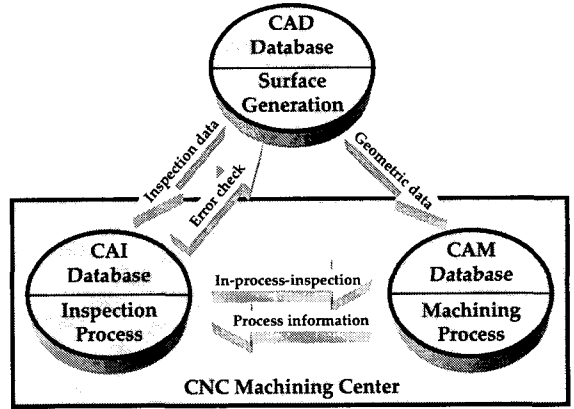 CAD
Database
Surface
Generation
Inspection data
Error check
Geometric data
CAI
Database
Inspection
Process
In-process-inspection
Process information
CAM
Database
Machining
Process
CNC Machining Center